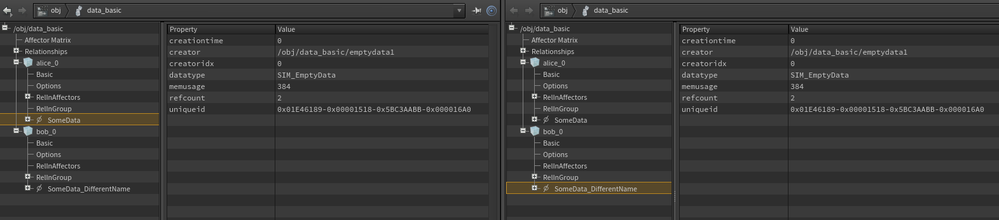 obj data_basic
/obj/data_basic
Affector Matrix
Relationships
alice_0
Basic
Options
RelInAffectors
RelInGroup
SomeData
bob_0
Basic
Options
RelInAffectors
RelInGroup
SomeData_DifferentName
Property Value
creationtime 0
creator /obj/data_basic/emptydata1
creatoridx 0
datatype SIM_EmptyData
memusage 384
refcount 2
uniqueid 0x01E46189-0x00001518-0x5BC3AABB-0x000016A0
obj data_basic
/obj/data_basic
Affector Matrix
Relationships
alice_0
Basic
Options
RelInAffectors
RelInGroup
SomeData
bob_0
Basic
Options
RelInAffectors
RelInGroup
SomeData_DifferentName
Property Value
creationtime 0
creator /obj/data_basic/emptydata1
creatoridx 0
datatype SIM_EmptyData
memusage 384
refcount 2
uniqueid 0x01E46189-0x00001518-0x5BC3AABB-0x000016A0